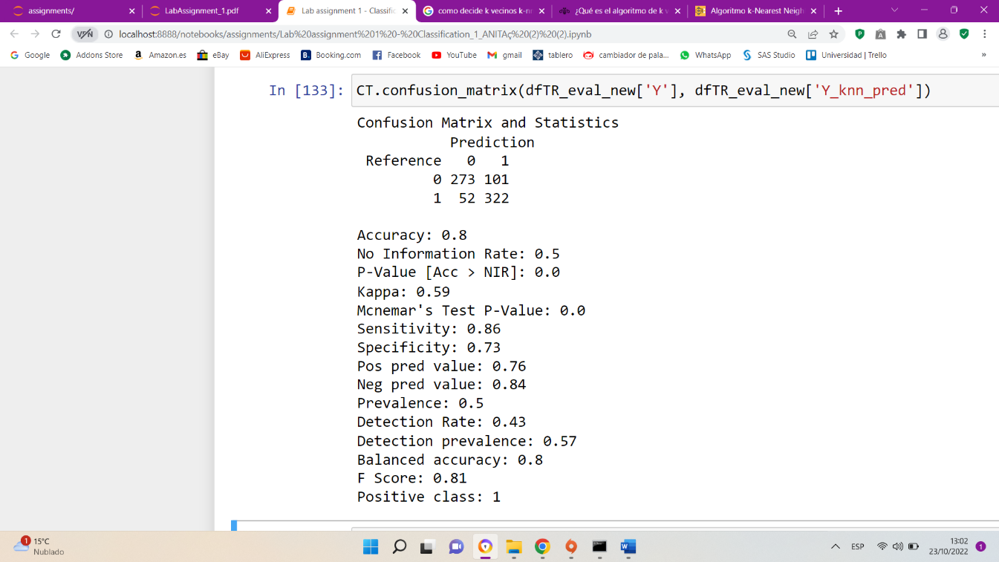 assignments/
LabAssignment_1.pdf
Lab assignment 1 - Classific
como decide k vecinos k-n
¿Qué es el algoritmo de k v
Algoritmo k-Nearest Neigh
VPN
localhost:8888/notebooks/assignments/Lab%20assignment%201%20-%20Classification_1_ANITAç%20(2)%20(2).ipynb
Google Addons Store Amazon.es eBay AliExpress Booking.com Facebook YouTube gmail tablero cambiador de pala... WhatsApp SAS Studio Universidad | Trello »
In [133]: CT.confusion_matrix(dfTR_eval_new['Y'], dfTR_eval_new['Y_knn_pred'])
Confusion Matrix and Statistics
Prediction
Reference 0 1
0 273 101
1 52 322
Accuracy: 0.8
No Information Rate: 0.5
P-Value [Acc > NIR]: 0.0
Kappa: 0.59
Mcnemar's Test P-Value: 0.0
Sensitivity: 0.86
Specificity: 0.73
Pos pred value: 0.76
Neg pred value: 0.84
Prevalence: 0.5
Detection Rate: 0.43
Detection prevalence: 0.57
Balanced accuracy: 0.8
F Score: 0.81
Positive class: 1
1
15°C
Nublado
ESP
13:02
23/10/2022
1